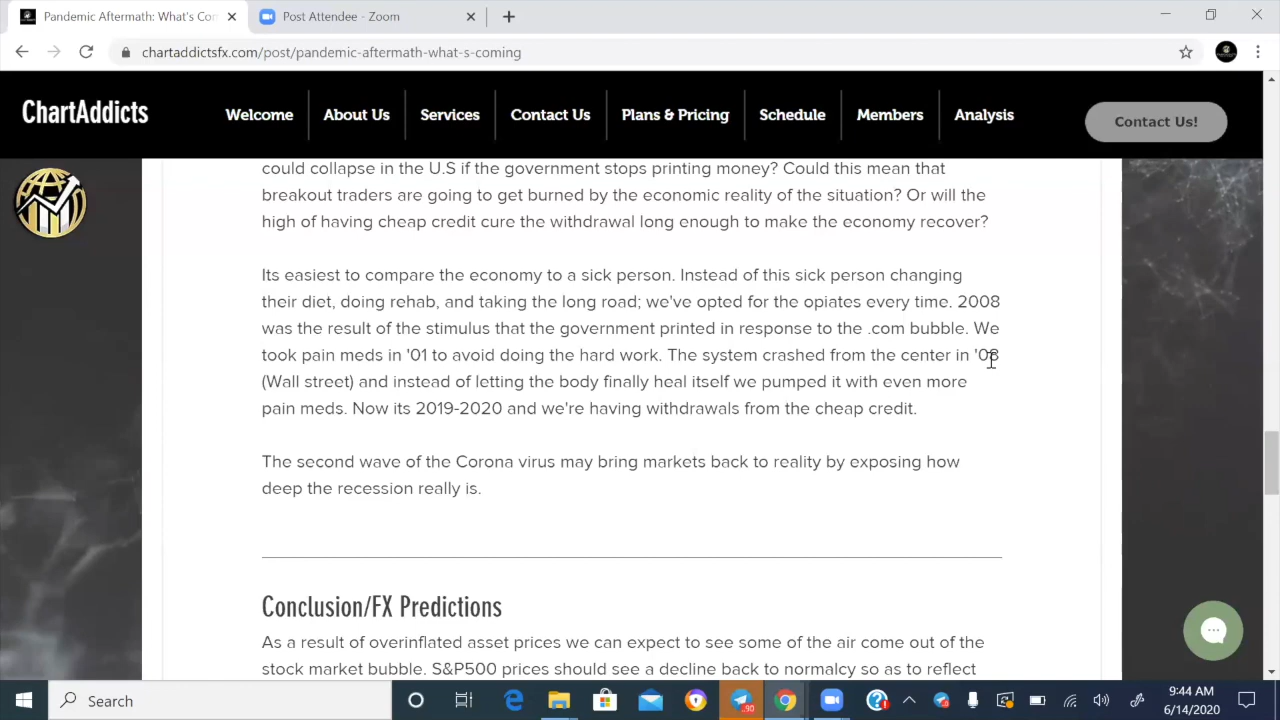 Pandemic Aftermath: What's Con
Post Attendee - Zoom
chartaddictsfx.com/post/pandemic-aftermath-what-s-coming
ChartAddicts
Welcome
About Us
Services
Contact Us
Plans & Pricing
Schedule
Members
Analysis
Contact Us!
could collapse in the U.S if the government stops printing money? Could this mean that
breakout traders are going to get burned by the economic reality of the situation? Or will the
high of having cheap credit cure the withdrawal long enough to make the economy recover?
Its easiest to compare the economy to a sick person. Instead of this sick person changing
their diet, doing rehab, and taking the long road; we've opted for the opiates every time. 2008
was the result of the stimulus that the government printed in response to the .com bubble. We
took pain meds in '01 to avoid doing the hard work. The system crashed from the center in '08
(Wall street) and instead of letting the body finally heal itself we pumped it with even more
pain meds. Now its 2019-2020 and we're having withdrawals from the cheap credit.
The second wave of the Corona virus may bring markets back to reality by exposing how
deep the recession really is.
Conclusion/FX Predictions
As a result of overinflated asset prices we can expect to see some of the air come out of the
stock market bubble. S&P500 prices should see a decline back to normalcy so as to reflect
Search
.90
9:44 AM
6/14/2020